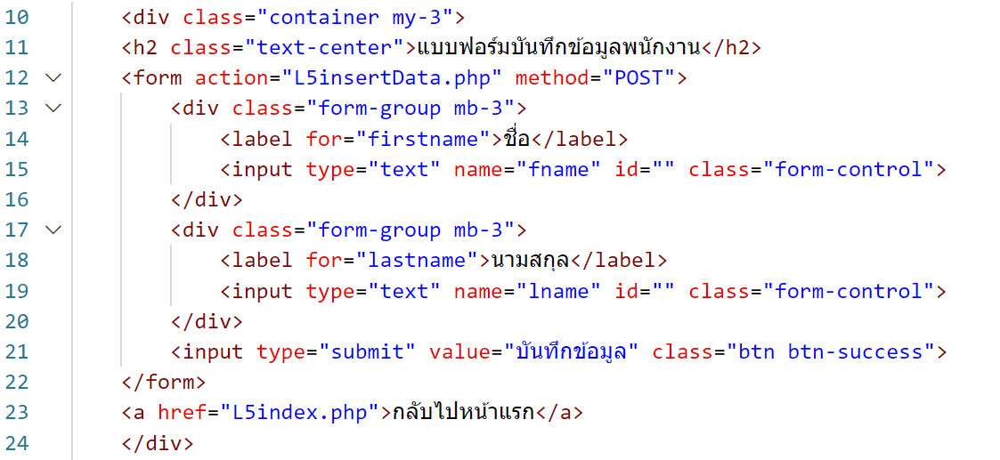 10 <div class="container my-3">
11 <h2 class="text-center">แบบฟอร์มบันทึกข้อมูลพนักงาน</h2>
12 <form action="L5insertData.php" method="POST">
13 <div class="form-group mb-3">
14 <label for="firstname">ชื่อ</label>
15 <input type="text" name="fname" id="" class="form-control">
16 </div>
17 <div class="form-group mb-3">
18 <label for="lastname">นามสกุล</label>
19 <input type="text" name="lname" id="" class="form-control">
20 </div>
21 <input type="submit" value="บันทึกข้อมูล" class="btn btn-success">
22 </form>
23 <a href="L5index.php">กลับไปหน้าแรก</a>
24 </div>